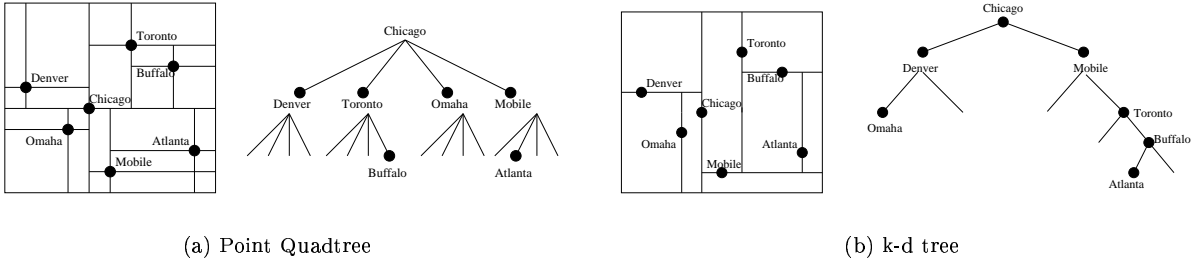 Toronto
Buffalo
Denver
Chicago
Omaha
Atlanta
Mobile
Chicago
Denver
Toronto
Omaha
Mobile
Buffalo
Atlanta
(a) Point Quadtree
Toronto
Buffalo
Denver
Chicago
Omaha
Atlanta
Mobile
Chicago
Denver
Mobile
Omaha
Toronto
Buffalo
Atlanta
(b) k-d tree